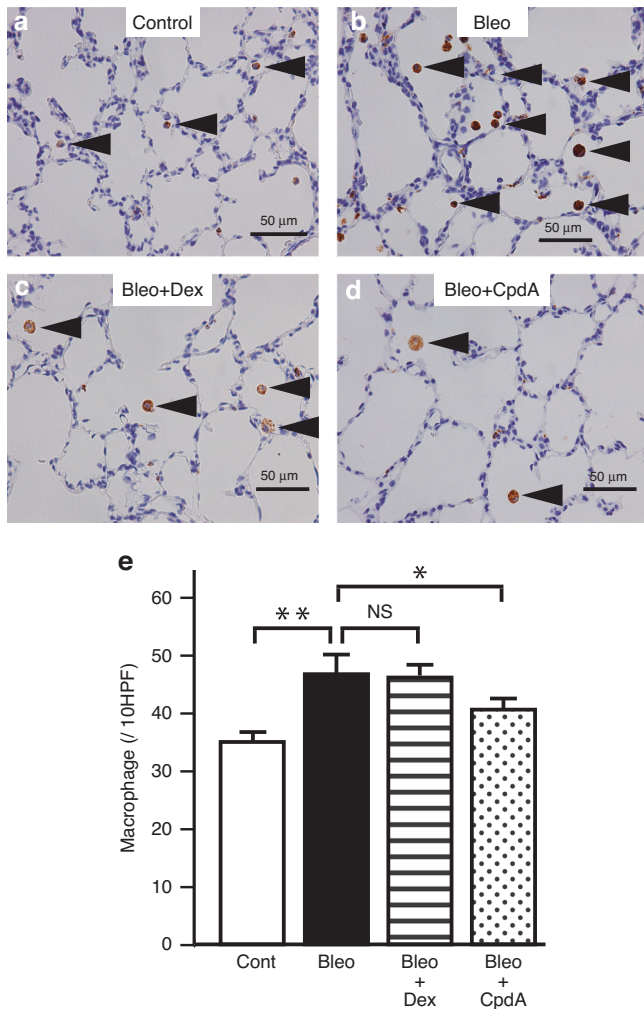 a Control
b Bleo
50 µm
50 µm
c Bleo+Dex
d Bleo+CpdA
50 µm
50 µm
e
Macrophage (/ 10HPF)
60
50
40
30
20
10
0
*
** NS
Cont
Bleo
Bleo
+
Dex
Bleo
+
CpdA